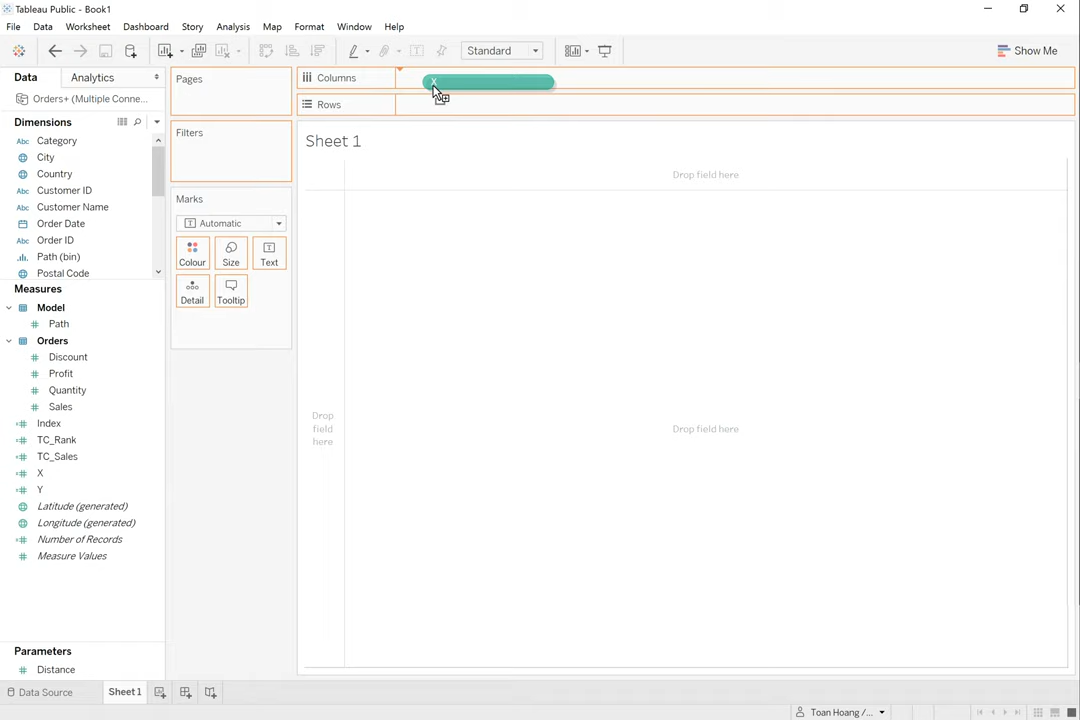 Tableau Public - Book1
File Data Worksheet Dashboard Story Analysis Map Format Window Help
Standard
Show Me
Data Analytics
Orders+ (Multiple Conne...
Dimensions
Abc Category
City
Country
Abc Customer ID
Abc Customer Name
Order Date
Abc Order ID
Path (bin)
Postal Code
Measures
Model
Path
Orders
Discount
Profit
Quantity
Sales
Index
TC_Rank
TC_Sales
X
Y
Latitude (generated)
Longitude (generated)
Number of Records
Measure Values
Parameters
Distance
Pages
Filters
Marks
Automatic
Colour Size Text
Detail Tooltip
Columns
X
Rows
Sheet 1
Drop field here
Drop
field
here
Drop field here
Data Source Sheet 1
Toan Hoang /...